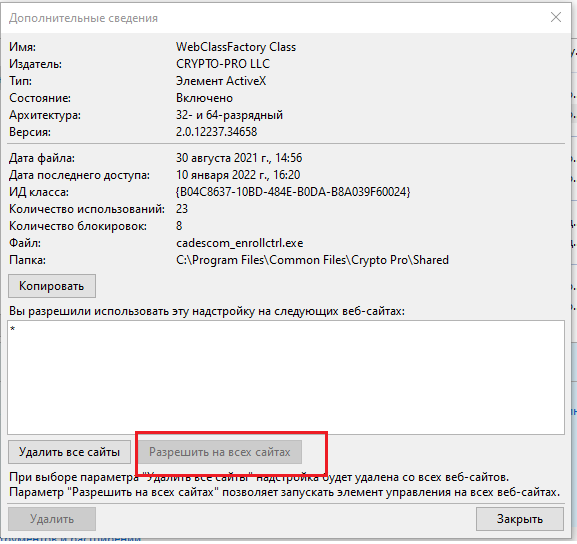 Дополнительные сведения
Имя: WebClassFactory Class
Издатель: CRYPTO-PRO LLC
Тип: Элемент ActiveX
Состояние: Включено
Архитектура: 32- и 64-разрядный
Версия: 2.0.12237.34658
Дата файла: 30 августа 2021 г., 14:56
Дата последнего доступа: 10 января 2022 г., 16:20
ИД класса: {B04C8637-10BD-484E-B0DA-B8A039F60024}
Количество использований: 23
Количество блокировок: 8
Файл: cadescom_enrollctrl.exe
Папка: C:\Program Files\Common Files\Crypto Pro\Shared
Копировать
Вы разрешили использовать эту надстройку на следующих веб-сайтах:
*
Удалить все сайты Разрешить на всех сайтах
При выборе параметра "Удалить все сайты" надстройка будет удалена со всех веб-сайтов.
Параметр "Разрешить на всех сайтах" позволяет запускать элемент управления на всех веб-сайтах.
Удалить Закрыть